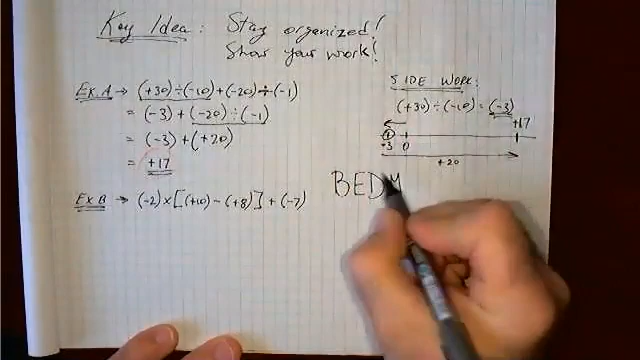 Key Idea: Stay organized!
Show your work!
Ex. A → (+30)÷(-10)+(-20)÷(-1)
= (-3)+(-20)÷(-1)
= (-3)+(+20)
= +17
SIDE WORK:
(+30)÷(-10)=(-3)
+17
+3 0
+20
Ex B → (-2)×[(+10)-(+8)]+(-7)
BEDM